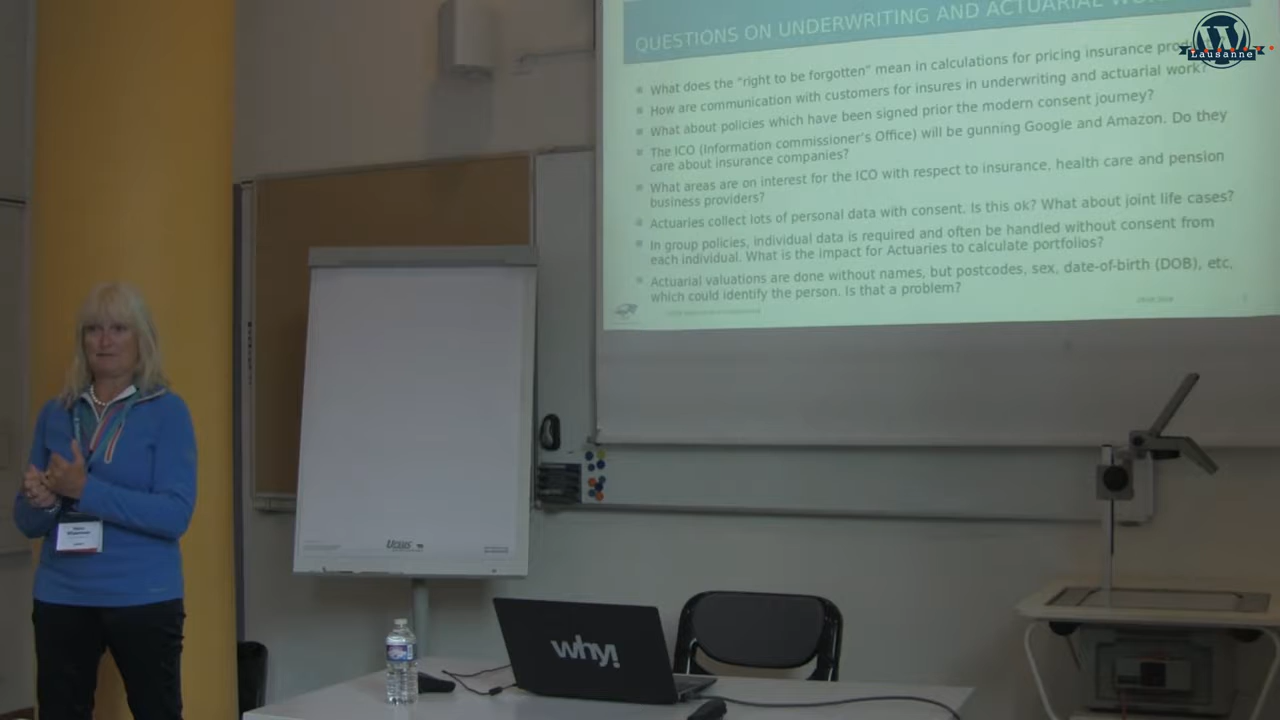 QUESTIONS ON UNDERWRITING AND ACTUARIAL
Lausanne
What does the “right to be forgotten” mean in calculations for pricing insurance
How are communication with customers for insures in underwriting and actuarial work?
What about policies which have been signed prior the modern consent journey?
The ICO (Information commissioner’s Office) will be gunning Google and Amazon. Do they
care about insurance companies?
What areas are on interest for the ICO with respect to insurance, health care and pension
business providers?
Actuaries collect lots of personal data with consent. Is this ok? What about joint life cases?
In group policies, individual data is required and often be handled without consent from
each individual. What is the impact for Actuaries to calculate portfolios?
Actuarial valuations are done without names, but postcodes, sex, date-of-birth (DOB), etc,
which could identify the person. Is that a problem?
why!